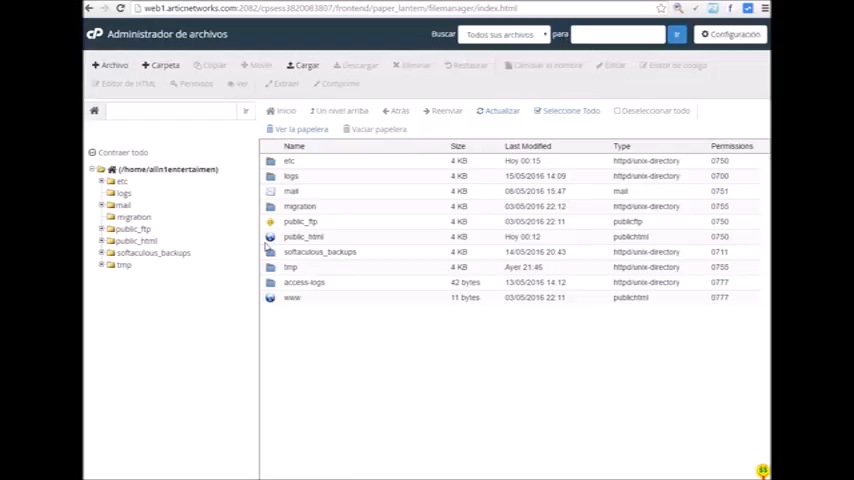 web1.articnetworks.com:2082/cpsess3820083807/frontend/paper_lantern/filemanager/index.html
cP Administrador de archivos
Buscar Todos sus archivos para Ir Configuración
Archivo Carpeta Copiar Mover Cargar Descargar Eliminar Restaurar Cambiar el nombre Editar Editor de código
Editor de HTML Permisos Ver Extraer Comprimir
Ir Inicio Un nivel arriba Atrás Reenviar Actualizar Seleccione Todo Deseleccionar todo
Ver la papelera Vaciar papelera
Contraer todo
(/home/alln1entertaimen)
etc
logs
mail
migration
public_ftp
public_html
softaculous_backups
tmp
Name Size Last Modified Type Permissions
etc 4 KB Hoy 00:15 httpd/unix-directory 0750
logs 4 KB 15/05/2016 14:09 httpd/unix-directory 0700
mail 4 KB 08/05/2016 15:47 mail 0751
migration 4 KB 03/05/2016 22:12 httpd/unix-directory 0755
public_ftp 4 KB 03/05/2016 22:11 publicftp 0750
public_html 4 KB Hoy 00:12 publichtml 0750
softaculous_backups 4 KB 14/05/2016 20:43 httpd/unix-directory 0711
tmp 4 KB Ayer 21:45 httpd/unix-directory 0755
access-logs 42 bytes 13/05/2016 14:12 httpd/unix-directory 0777
www 11 bytes 03/05/2016 22:11 publichtml 0777